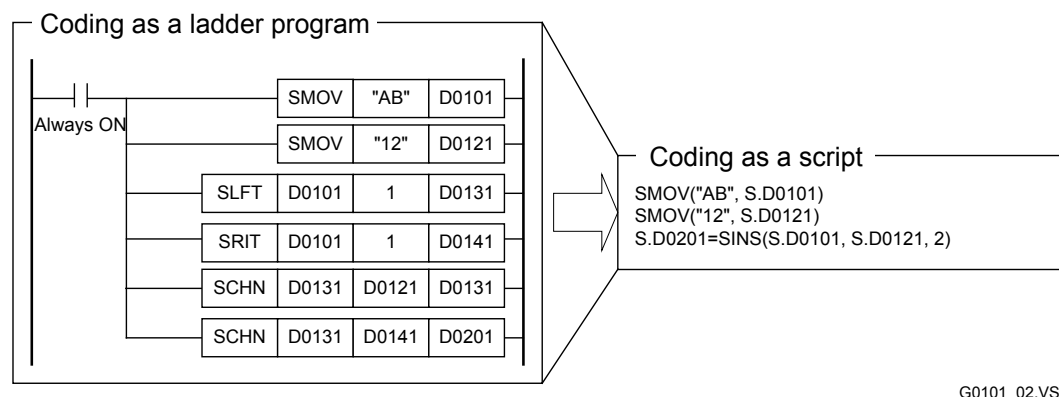 Coding as a ladder program
Always ON
SMOV "AB" D0101
SMOV "12" D0121
SLFT D0101 1 D0131
SRIT D0101 1 D0141
SCHN D0131 D0121 D0131
SCHN D0131 D0141 D0201
Coding as a script
SMOV("AB", S.D0101)
SMOV("12", S.D0121)
S.D0201=SINS(S.D0101, S.D0121, 2)
G0101_02.VS